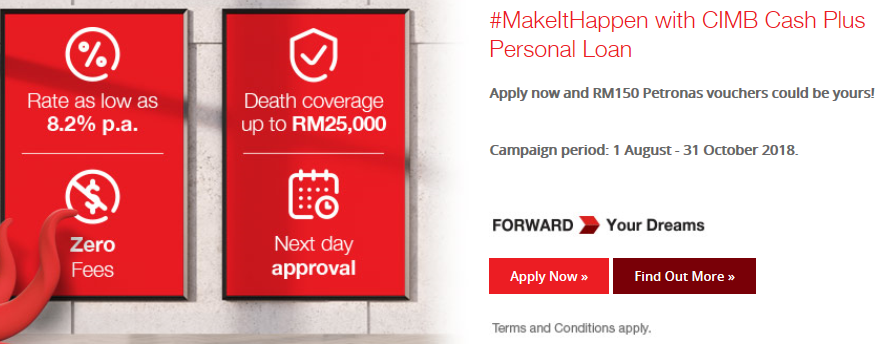 Rate as low as
8.2% p.a.
Zero
Fees
Death coverage
up to RM25,000
Next day
approval
#MakeItHappen with CIMB Cash Plus
Personal Loan
Apply now and RM150 Petronas vouchers could be yours!
Campaign period: 1 August - 31 October 2018.
FORWARD Your Dreams
Apply Now »
Find Out More »
Terms and Conditions apply.